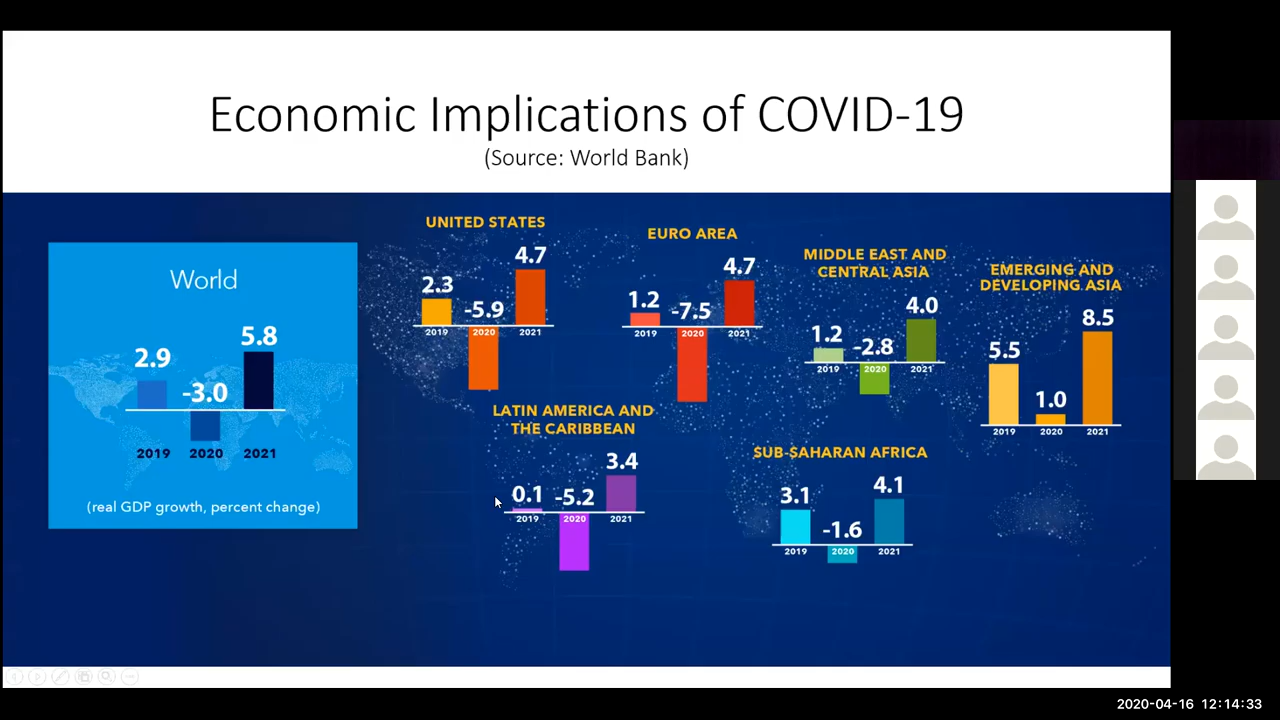 Economic Implications of COVID-19
(Source: World Bank)
World
2.9
-3.0
5.8
2019 2020 2021
(real GDP growth, percent change)
UNITED STATES
2.3
-5.9
4.7
2019 2020 2021
EURO AREA
1.2
-7.5
4.7
2019 2020 2021
MIDDLE EAST AND
CENTRAL ASIA
1.2
-2.8
4.0
2019 2020 2021
EMERGING AND
DEVELOPING ASIA
5.5
1.0
8.5
2019 2020 2021
LATIN AMERICA AND
THE CARIBBEAN
0.1
-5.2
3.4
2019 2020 2021
SUB-SAHARAN AFRICA
3.1
-1.6
4.1
2019 2020 2021
2020-04-16 12:14:33